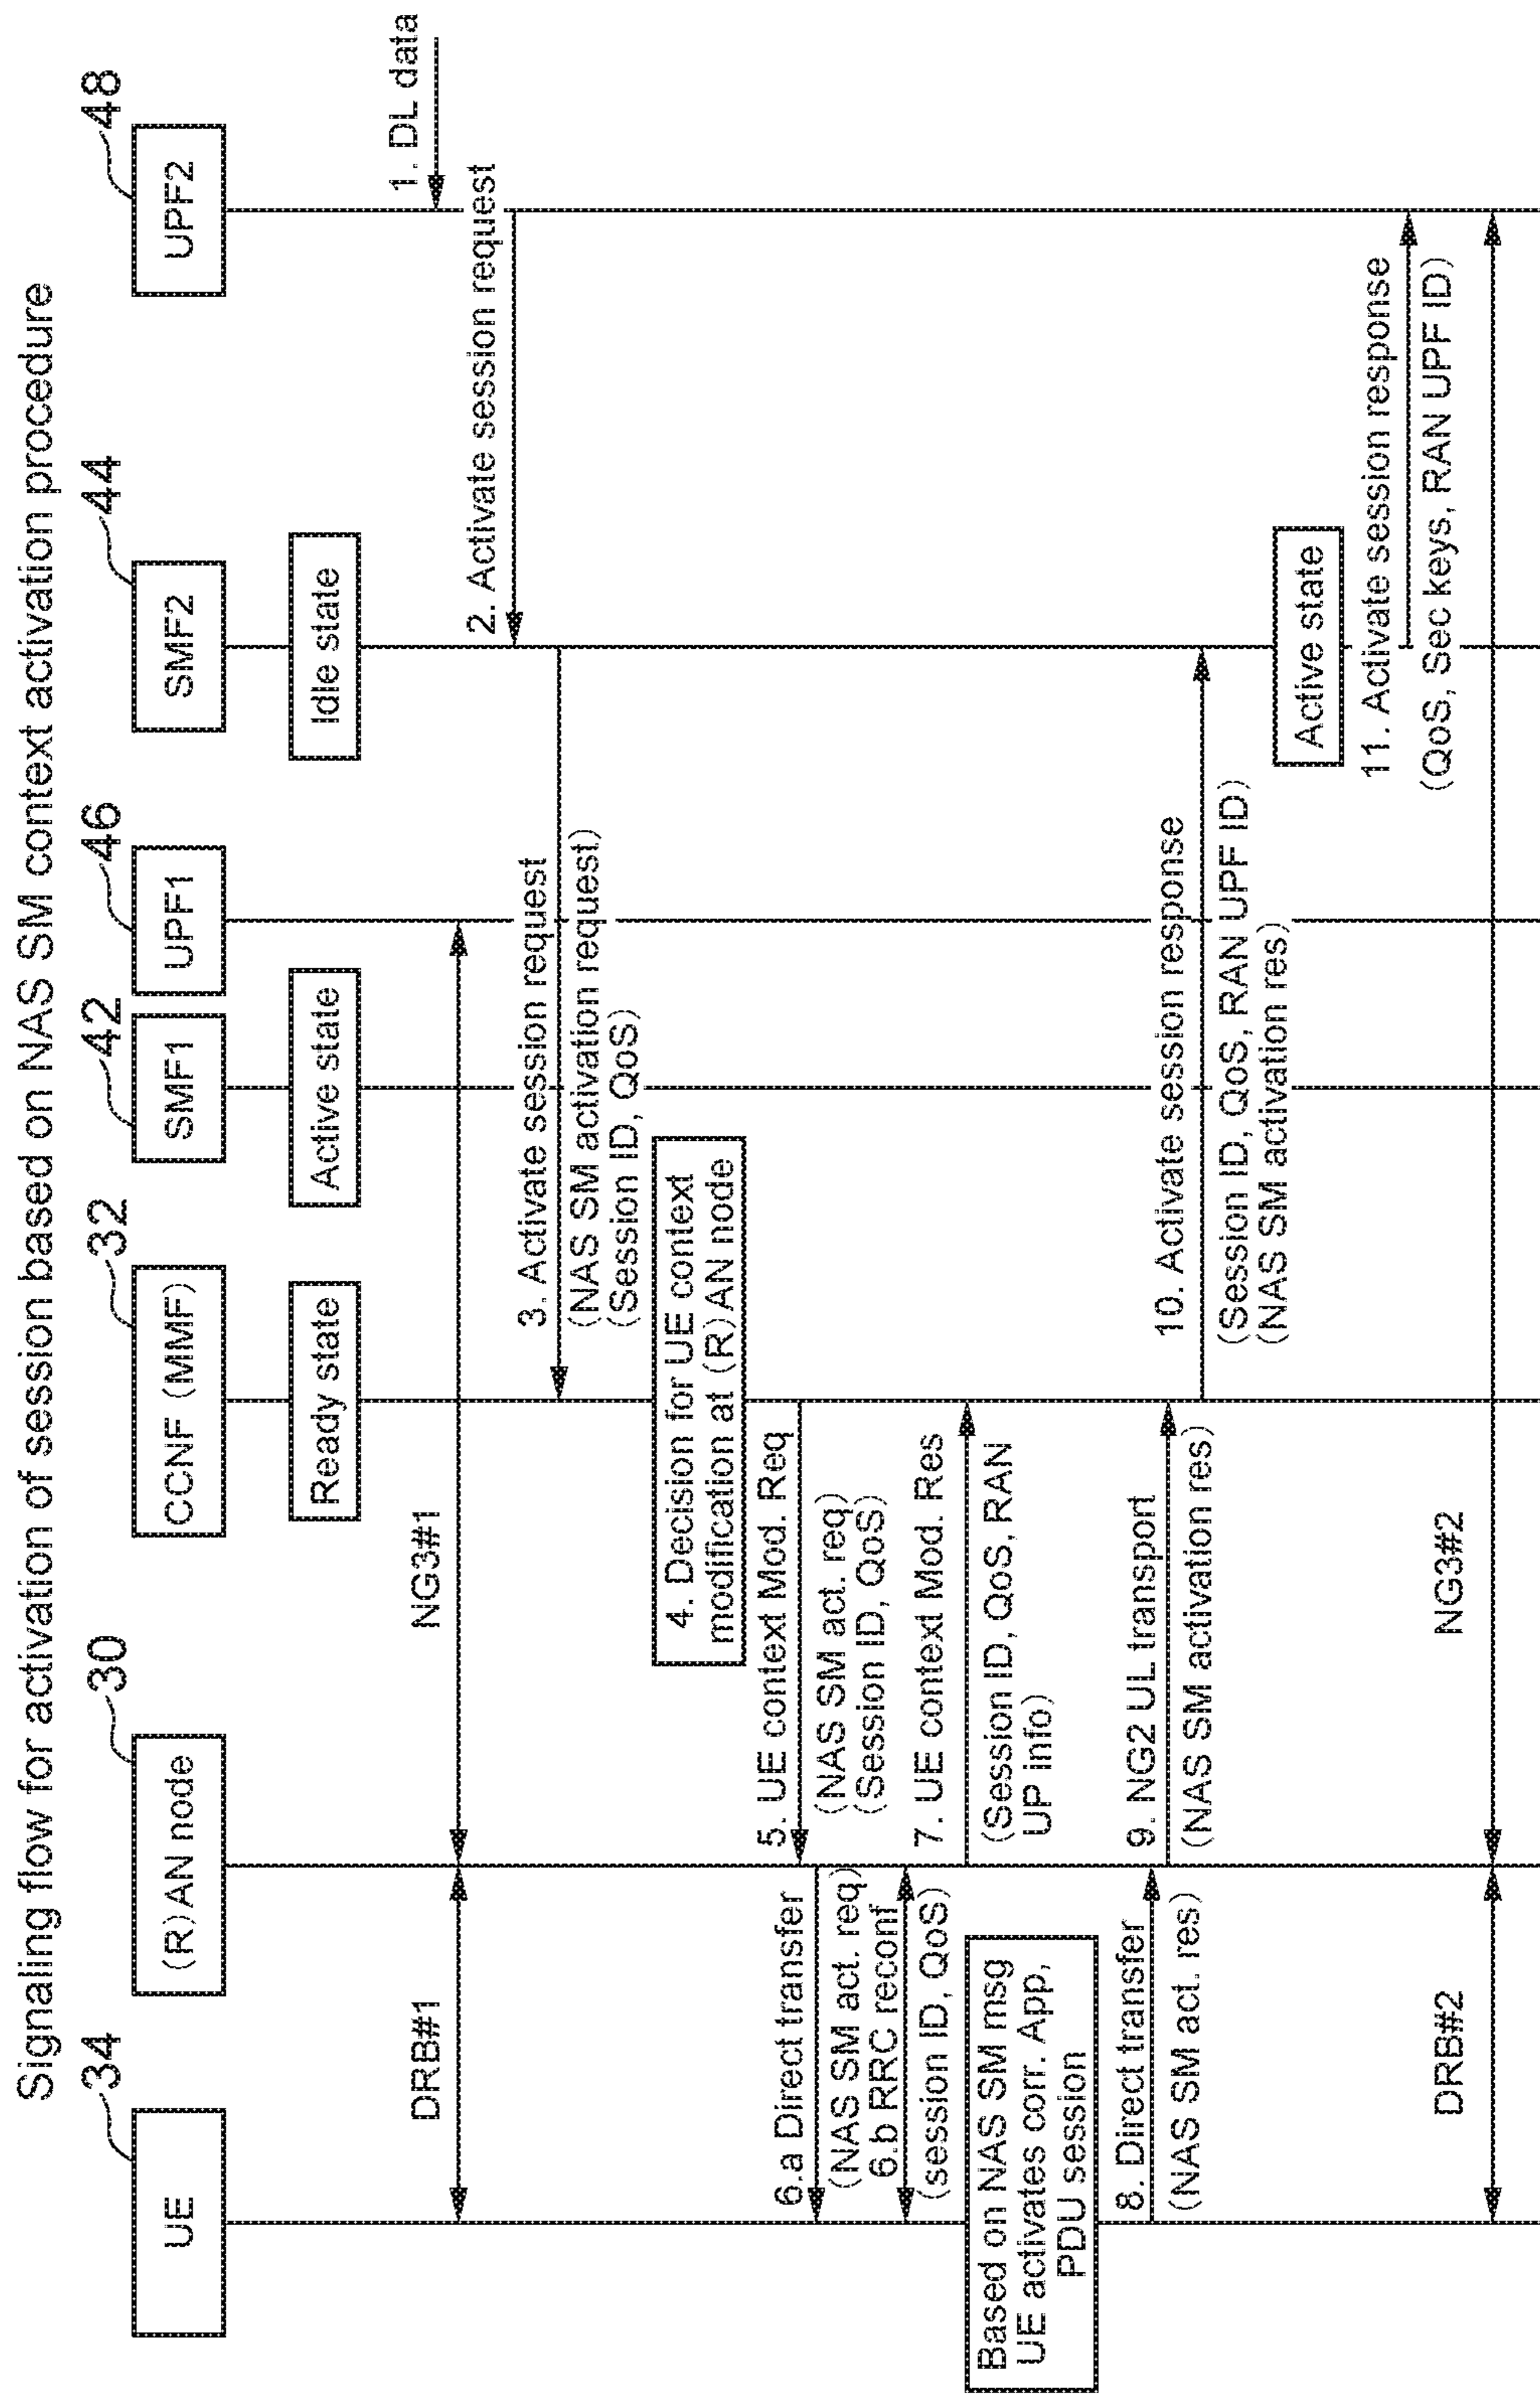 Signaling flow for activation of session based on NAS SM context activation procedure
34
30
32
42
46
44
48
UE
(R)AN node
CCNF (MMF)
SMF1
UPF1
SMF2
UPF2
Ready state
Active state
Idle state
1. DL data
DRB#1
NG3#1
2. Activate session request
3. Activate session request
(NAS SM activation request)
(Session ID, QoS)
4. Decision for UE context
modification at (R)AN node
5. UE context Mod. Req
(NAS SM act. req)
(Session ID, QoS)
6.a Direct transfer
(NAS SM act. req)
6.b RRC reconf
(session ID, QoS)
7. UE context Mod. Res
(Session ID, QoS, RAN
UP info)
Based on NAS SM msg
UE activates corr. App,
PDU session
8. Direct transfer
(NAS SM act. res)
9. NG2 UL transport
(NAS SM activation res)
10. Activate session response
(Session ID, QoS, RAN UPF ID)
(NAS SM activation res)
Active state
11. Activate session response
(QoS, Sec keys, RAN UPF ID)
DRB#2
NG3#2